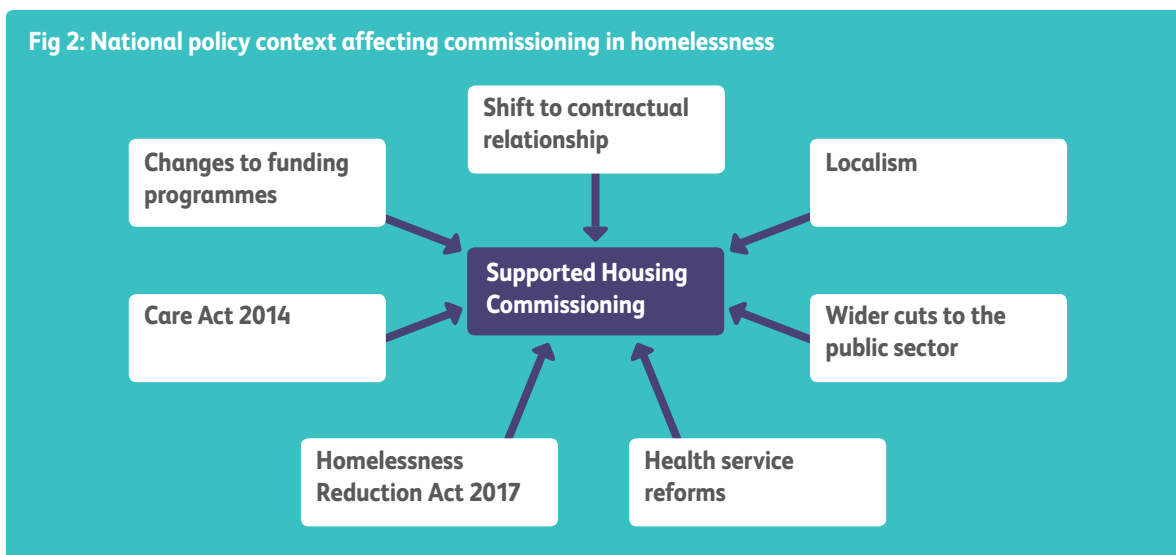 Fig 2: National policy context affecting commissioning in homelessness
Shift to contractual
relationship
Changes to funding
programmes
Localism
Supported Housing
Commissioning
Care Act 2014
Wider cuts to the
public sector
Homelessness
Reduction Act 2017
Health service
reforms